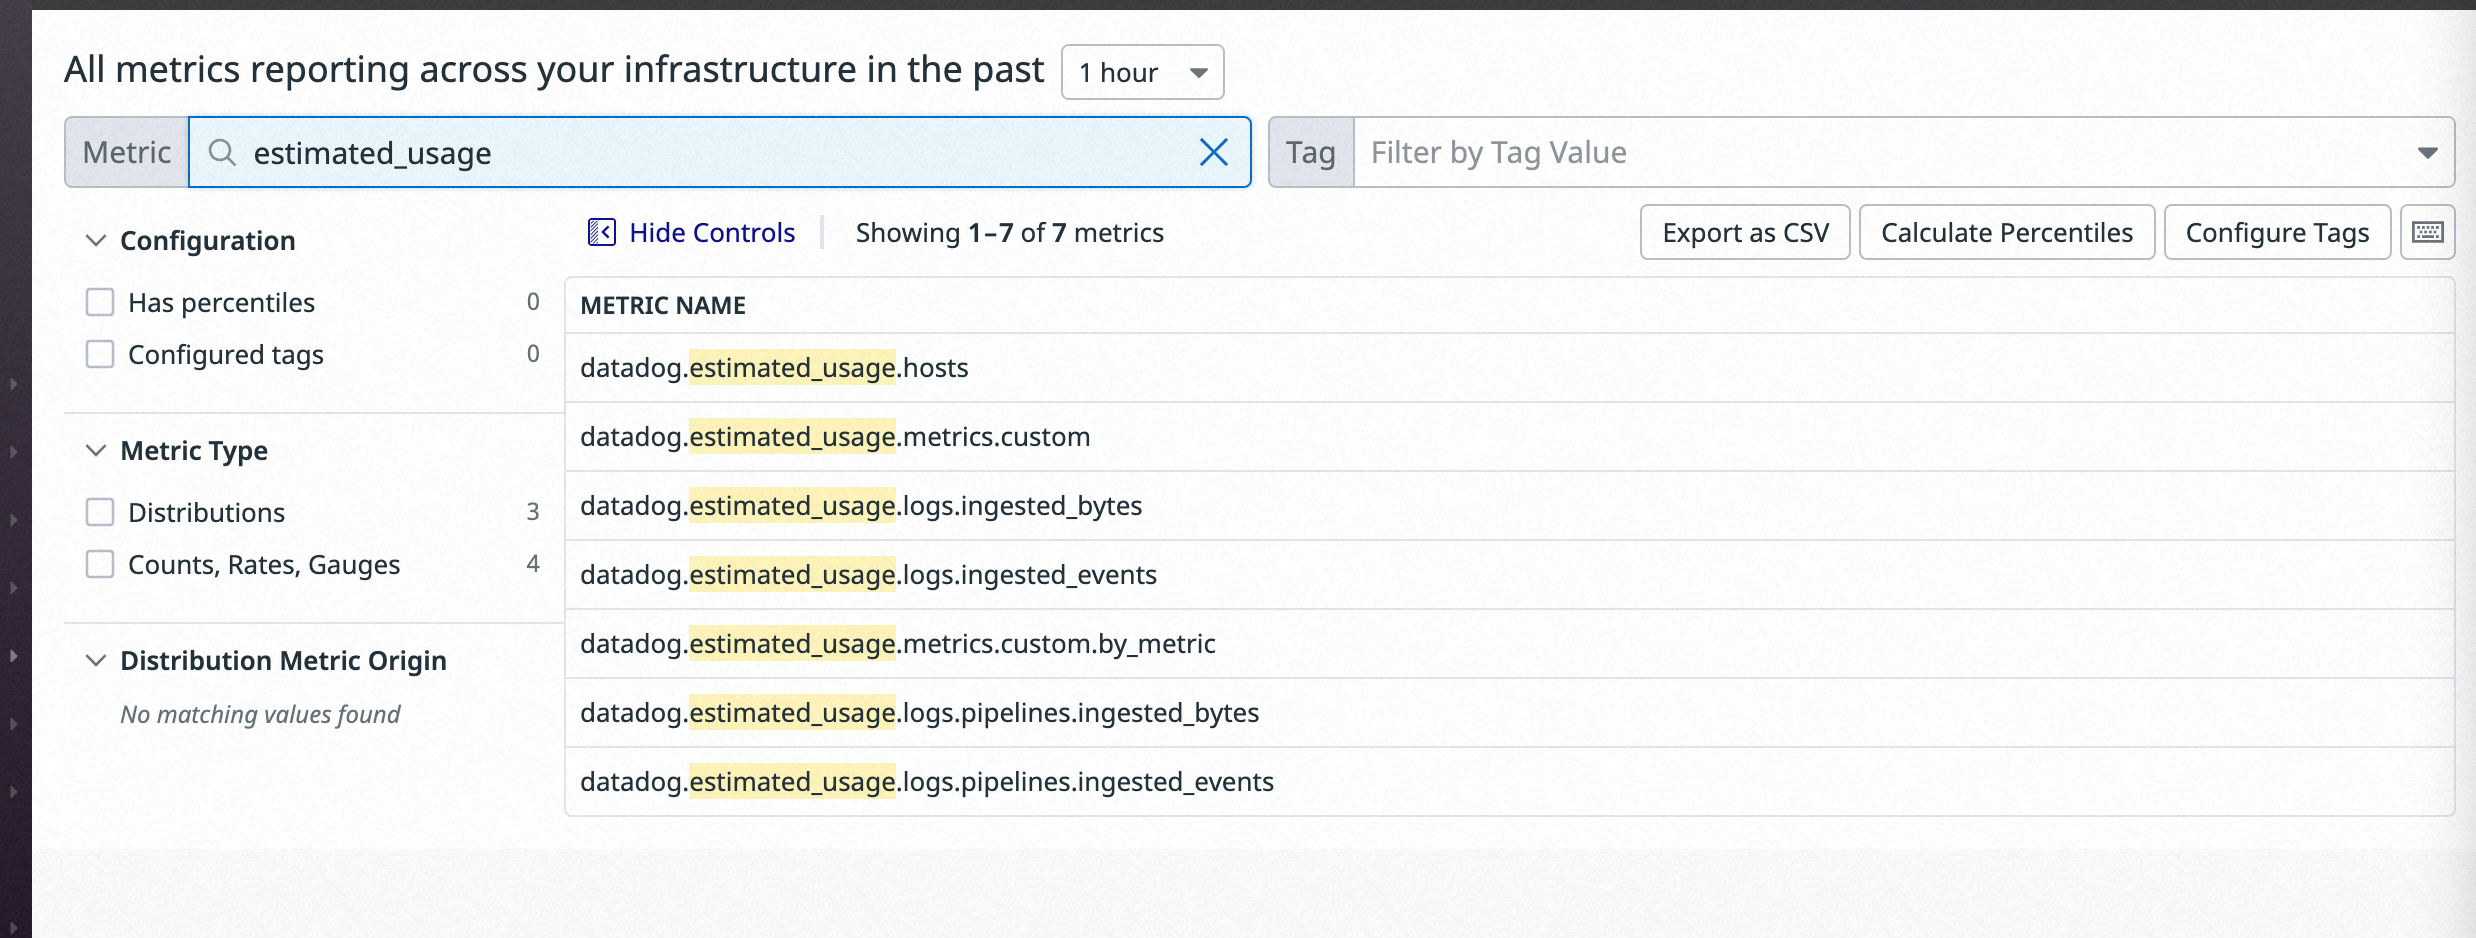 All metrics reporting across your infrastructure in the past 1 hour
Metric estimated_usage Tag Filter by Tag Value
Configuration
Has percentiles 0
Configured tags 0
Metric Type
Distributions 3
Counts, Rates, Gauges 4
Distribution Metric Origin
No matching values found
Hide Controls Showing 1–7 of 7 metrics Export as CSV Calculate Percentiles Configure Tags
METRIC NAME
datadog.estimated_usage.hosts
datadog.estimated_usage.metrics.custom
datadog.estimated_usage.logs.ingested_bytes
datadog.estimated_usage.logs.ingested_events
datadog.estimated_usage.metrics.custom.by_metric
datadog.estimated_usage.logs.pipelines.ingested_bytes
datadog.estimated_usage.logs.pipelines.ingested_events